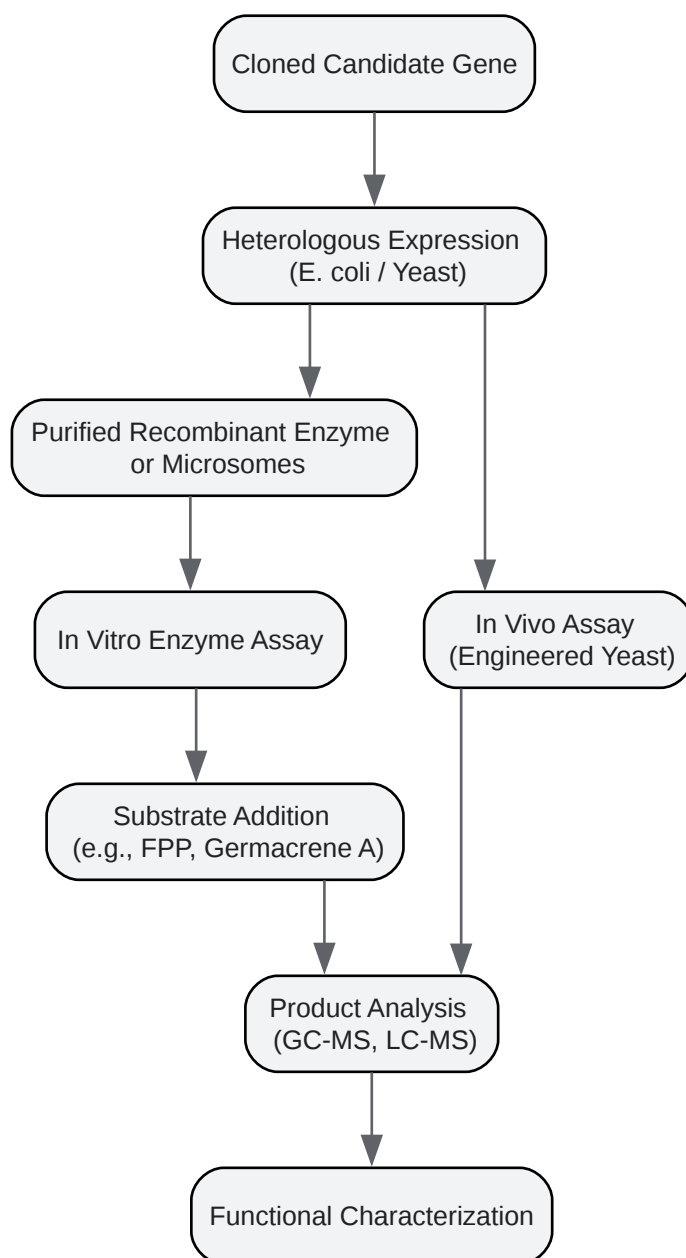 Cloned Candidate Gene
Heterologous Expression
(E. coli / Yeast)
Purified Recombinant Enzyme
or Microsomes
In Vitro Enzyme Assay
In Vivo Assay
(Engineered Yeast)
Substrate Addition
(e.g., FPP, Germacrene A)
Product Analysis
(GC-MS, LC-MS)
Functional Characterization